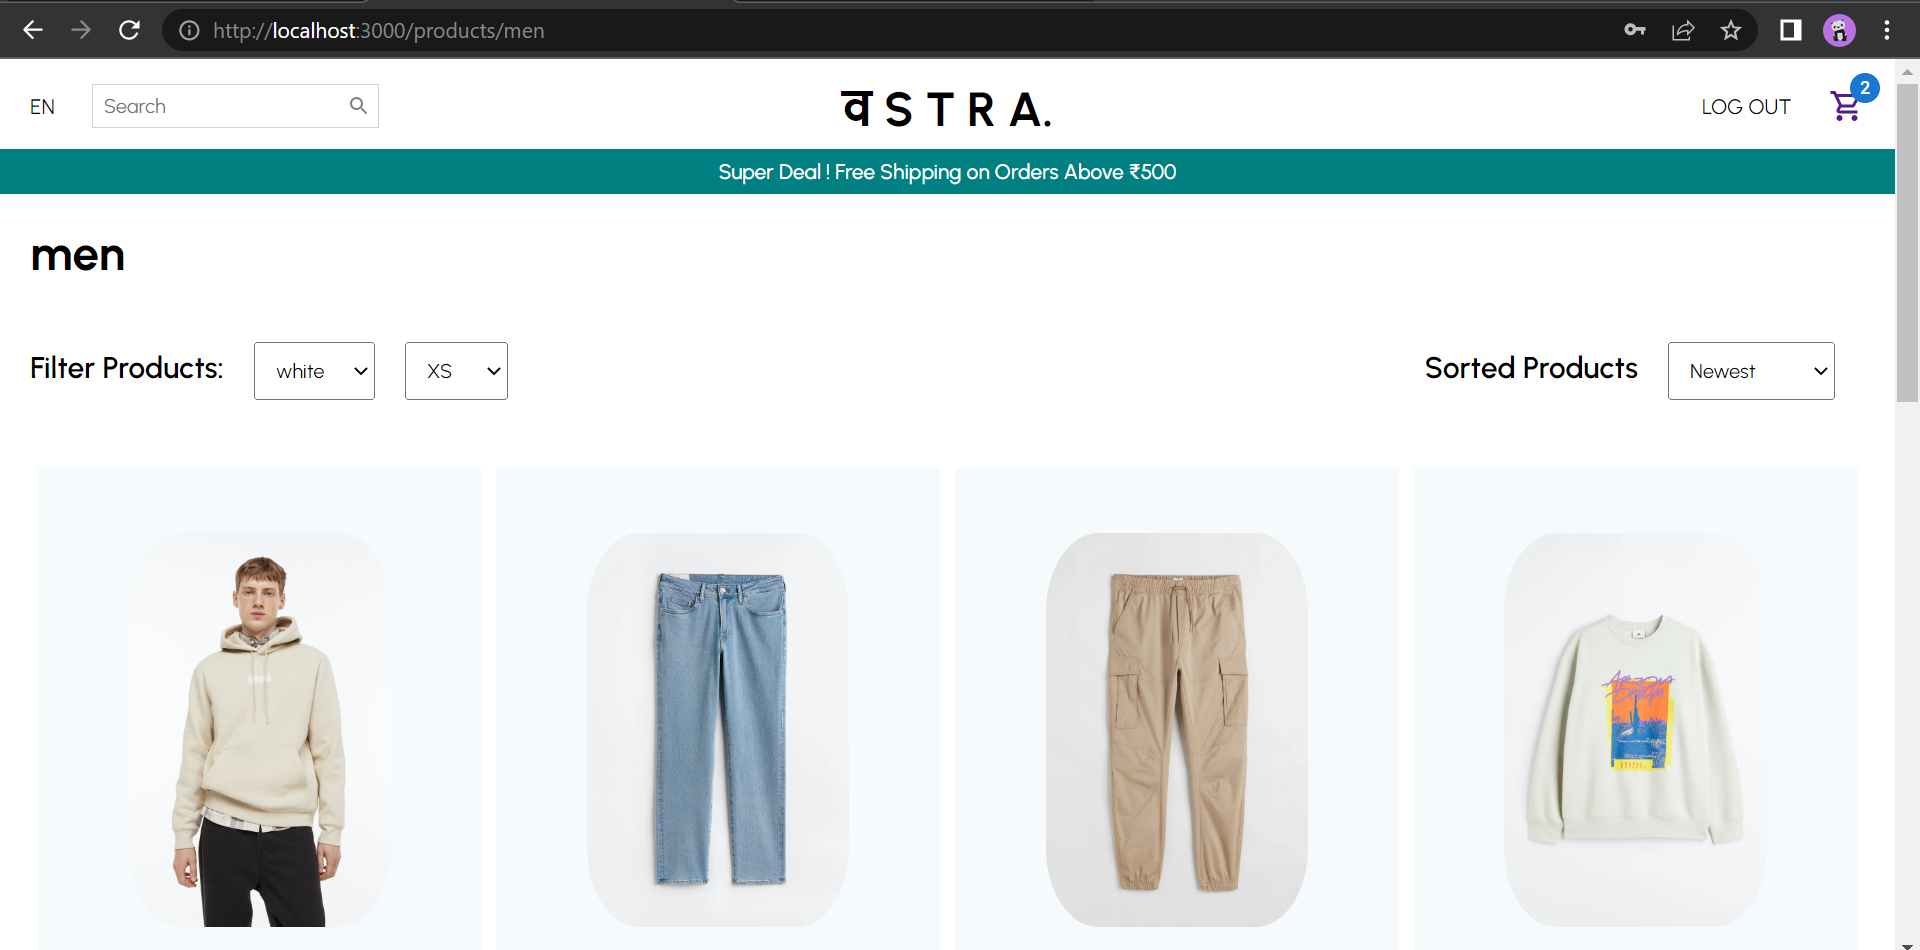 http://localhost:3000/products/men
EN
Search
वSTRA.
LOG OUT
2
Super Deal ! Free Shipping on Orders Above ₹500
men
Filter Products:
white
XS
Sorted Products
Newest